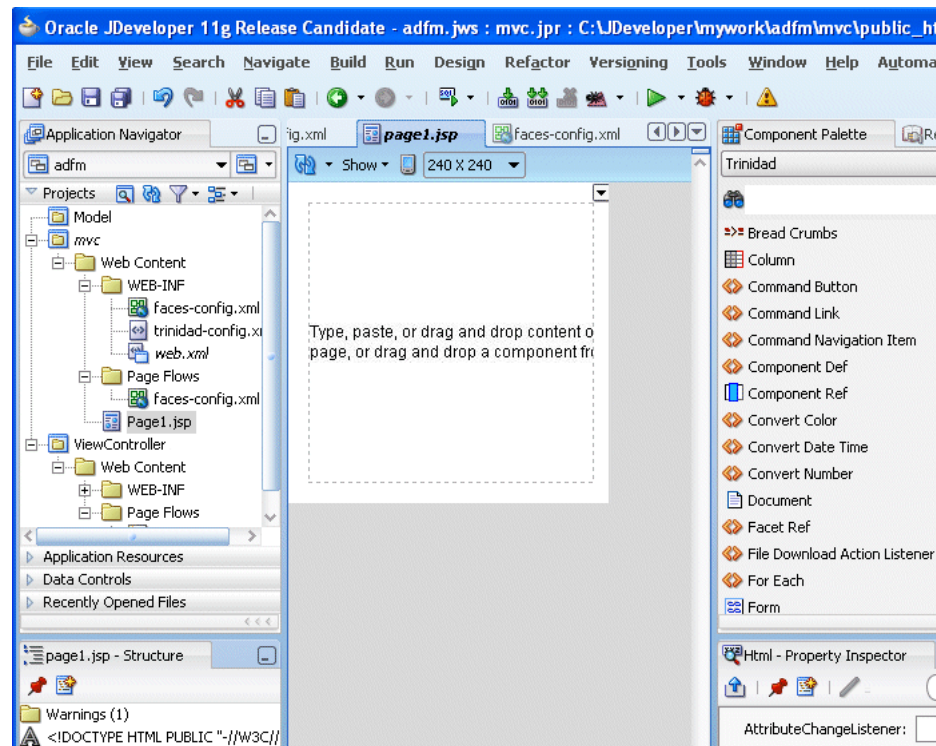 Oracle JDeveloper 11g Release Candidate - adfm.jws : mvc.jpr : C:\JDeveloper\mywork\adfm\mvc\public_ht
File Edit View Search Navigate Build Run Design Refactor Versioning Tools Window Help Automa
Application Navigator
adfm
Projects
Model
mvc
Web Content
WEB-INF
faces-config.xml
trinidad-config.x
web.xml
Page Flows
faces-config.xml
Page1.jsp
ViewController
Web Content
WEB-INF
Page Flows
Application Resources
Data Controls
Recently Opened Files
page1.jsp - Structure
Warnings (1)
<!DOCTYPE HTML PUBLIC "-//W3C//
ig.xml page1.jsp faces-config.xml
Show 240 X 240
Type, paste, or drag and drop content o
page, or drag and drop a component fr
Component Palette Re
Trinidad
Bread Crumbs
Column
Command Button
Command Link
Command Navigation Item
Component Def
Component Ref
Convert Color
Convert Date Time
Convert Number
Document
Facet Ref
File Download Action Listener
For Each
Form
Html - Property Inspector
AttributeChangeListener: